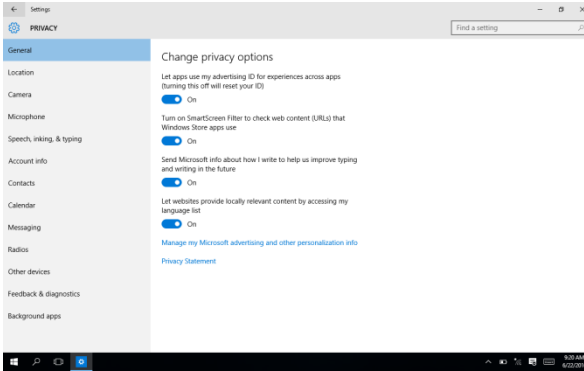 Settings
PRIVACY
Find a setting
General
Location
Camera
Microphone
Speech, inking, & typing
Account info
Contacts
Calendar
Messaging
Radios
Other devices
Feedback & diagnostics
Background apps
Change privacy options
Let apps use my advertising ID for experiences across apps
(turning this off will reset your ID)
On
Turn on SmartScreen Filter to check web content (URLs) that
Windows Store apps use
On
Send Microsoft info about how I write to help us improve typing
and writing in the future
On
Let websites provide locally relevant content by accessing my
language list
On
Manage my Microsoft advertising and other personalization info
Privacy Statement
9:20 AM
6/22/201